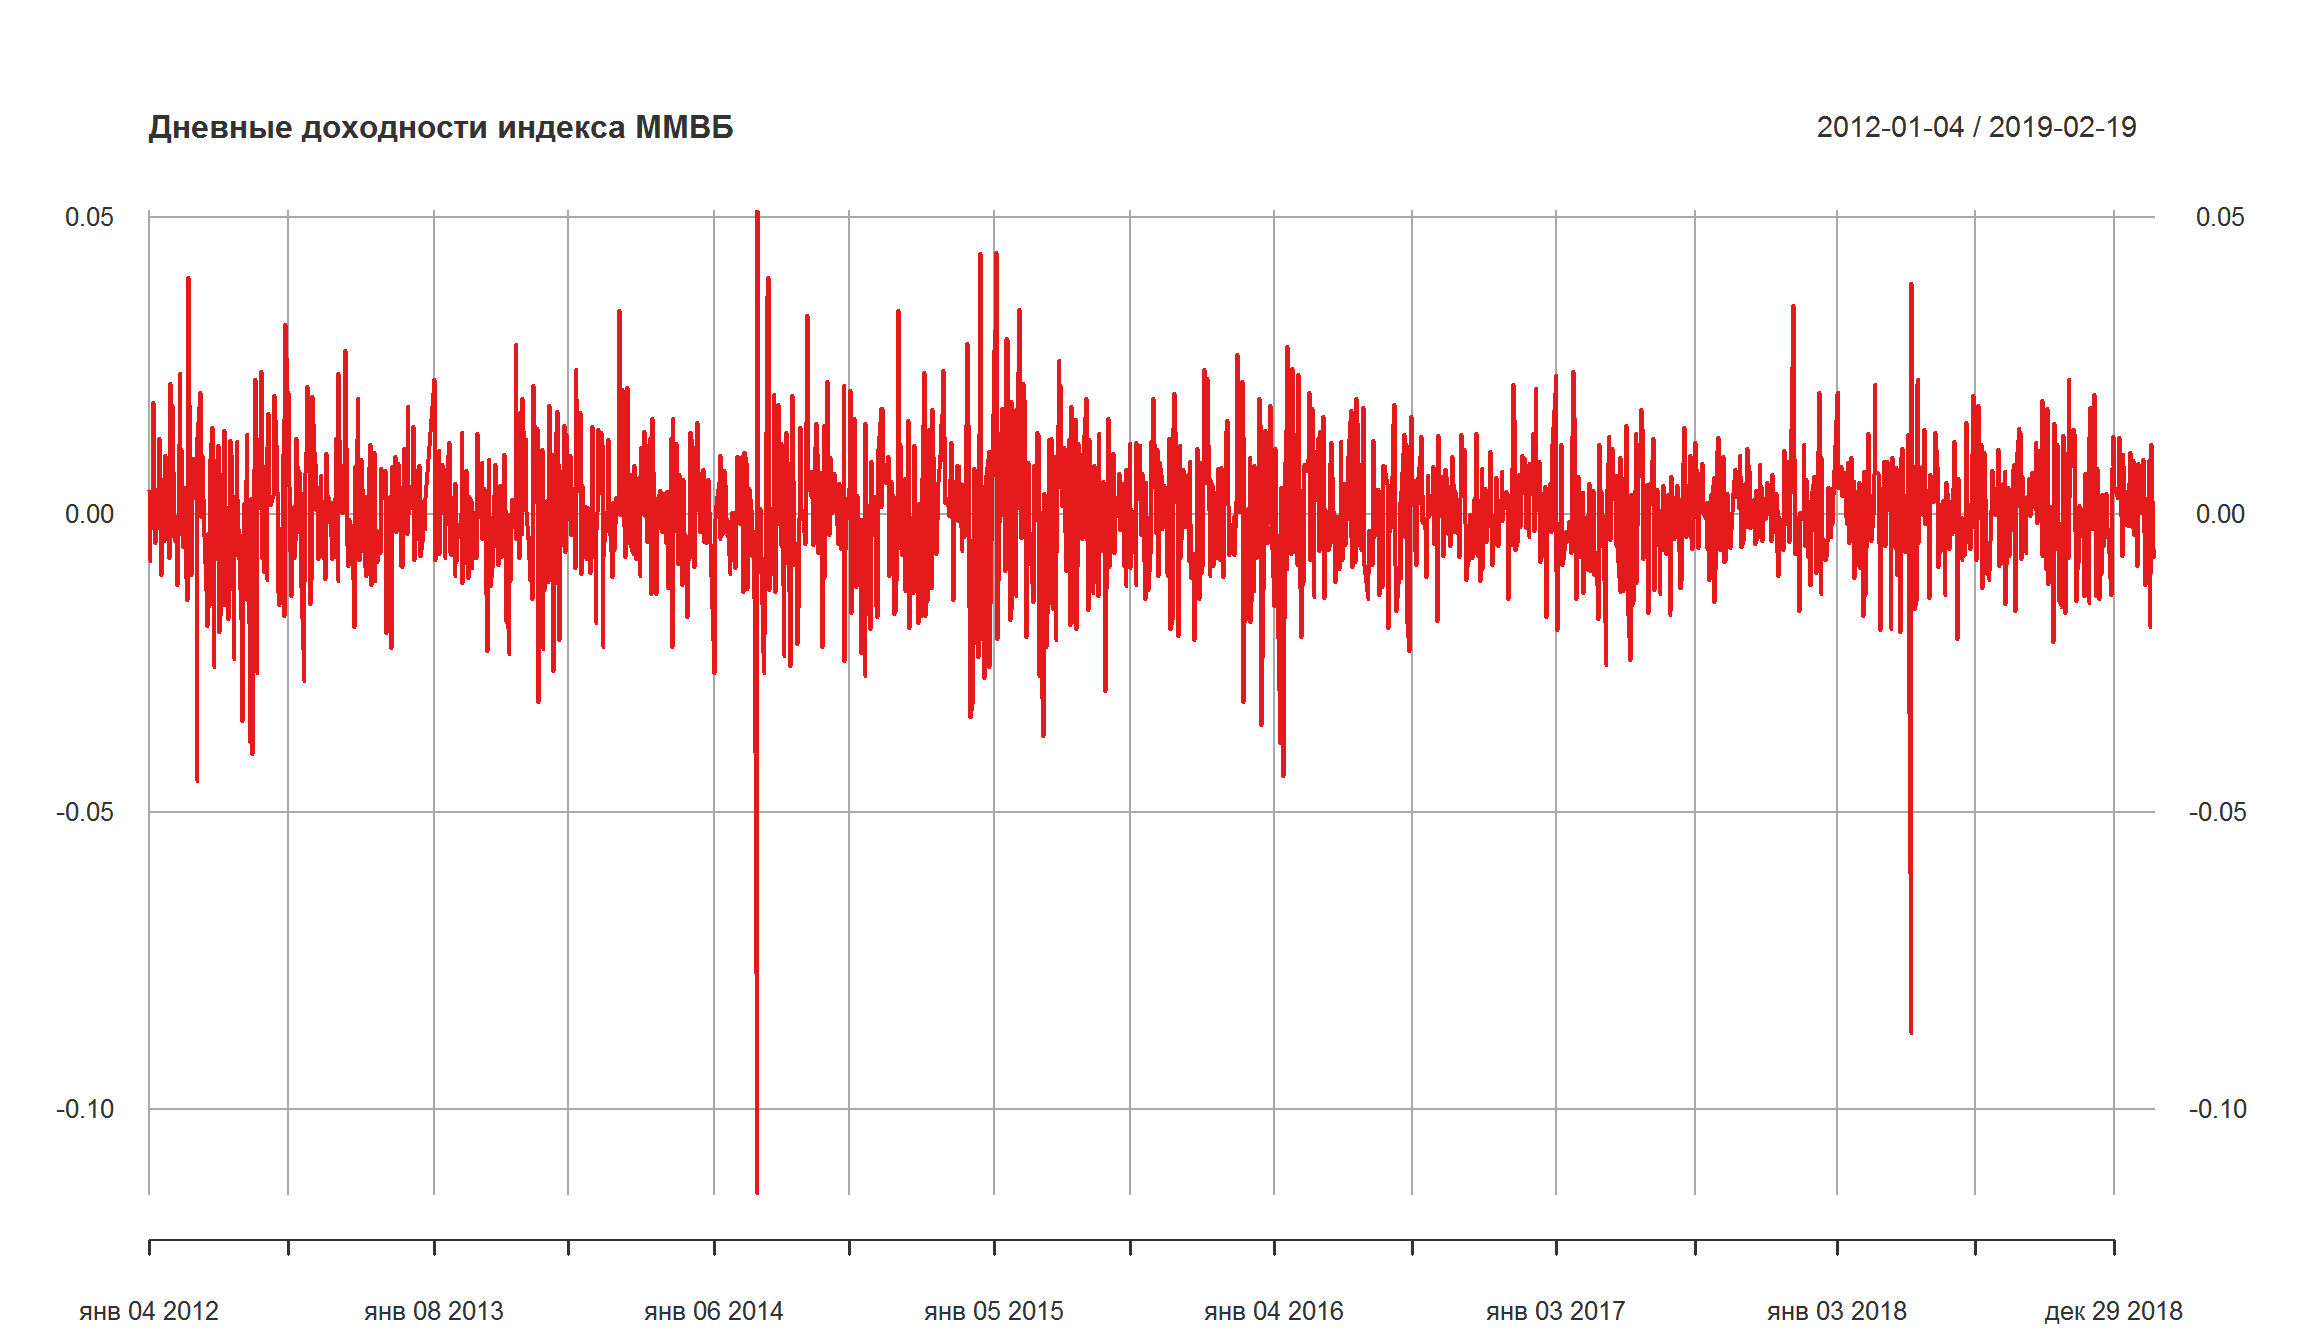 Дневные доходности индекса ММВБ 2012-01-04 / 2019-02-19
0.05 0.05
0.00 0.00
-0.05 -0.05
-0.10 -0.10
янв 04 2012 янв 08 2013 янв 06 2014 янв 05 2015 янв 04 2016 янв 03 2017 янв 03 2018 дек 29 2018